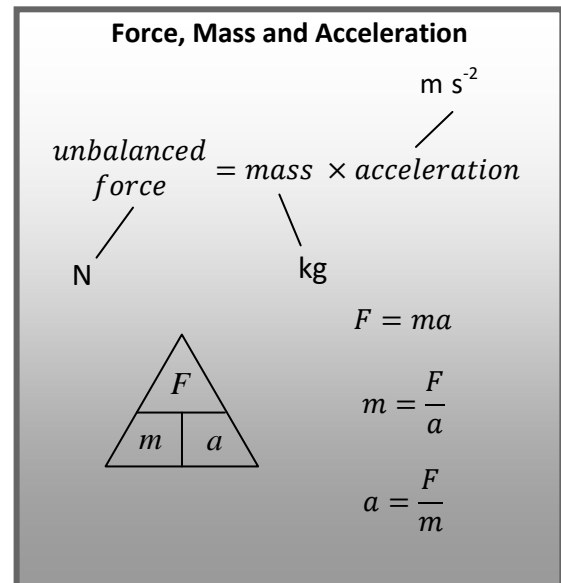 Force, Mass and Acceleration
m s⁻²
unbalanced
force = mass × acceleration
N
kg
F = ma
F
m a
m = F/a
a = F/m